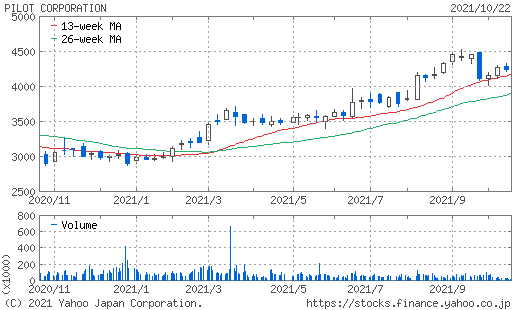 PILOT CORPORATION 2021/10/22
5000
13-week MA
26-week MA
4500
4000
3500
3000
2500
2020/11 2021/1 2021/3 2021/5 2021/7 2021/9
800
Volume
600
400
200
0
(x1000)
2020/11 2021/1 2021/3 2021/5 2021/7 2021/9
(C) 2021 Yahoo Japan Corporation. https://stocks.finance.yahoo.co.jp/